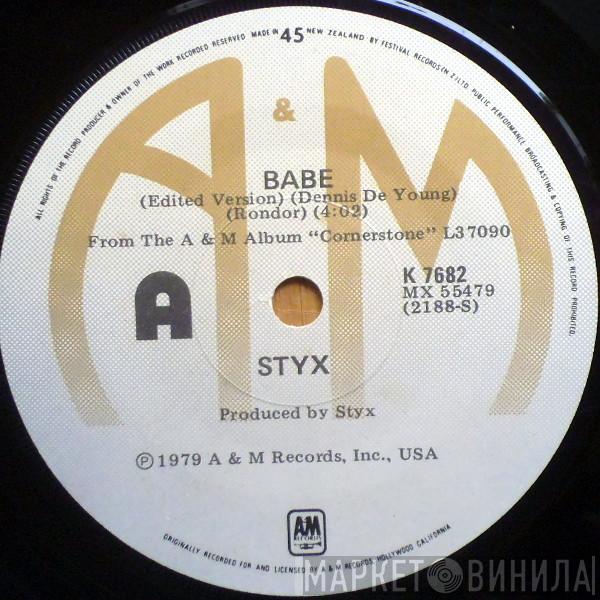 ALL RIGHTS OF THE RECORD PRODUCER & OWNER OF THE WORK RECORDED RESERVED MADE IN 45 NEW ZEALAND BY FESTIVAL RECORDS (N Z) LTD. PUBLIC PERFORMANCE BROADCASTING & COPYING OF THIS RECORD PROHIBITED.
A & M
BABE
(Edited Version) (Dennis De Young)
(Rondor) (4:02)
From The A & M Album "Cornerstone" L37090
A
K 7682
MX 55479
(2188-S)
STYX
Produced by Styx
℗ 1979 A & M Records, Inc., USA
A&M
RECORDS
ORIGINALLY RECORDED FOR AND LICENSED BY A & M RECORDS, HOLLYWOOD CALIFORNIA
МАРКЕТ ВИНИЛА